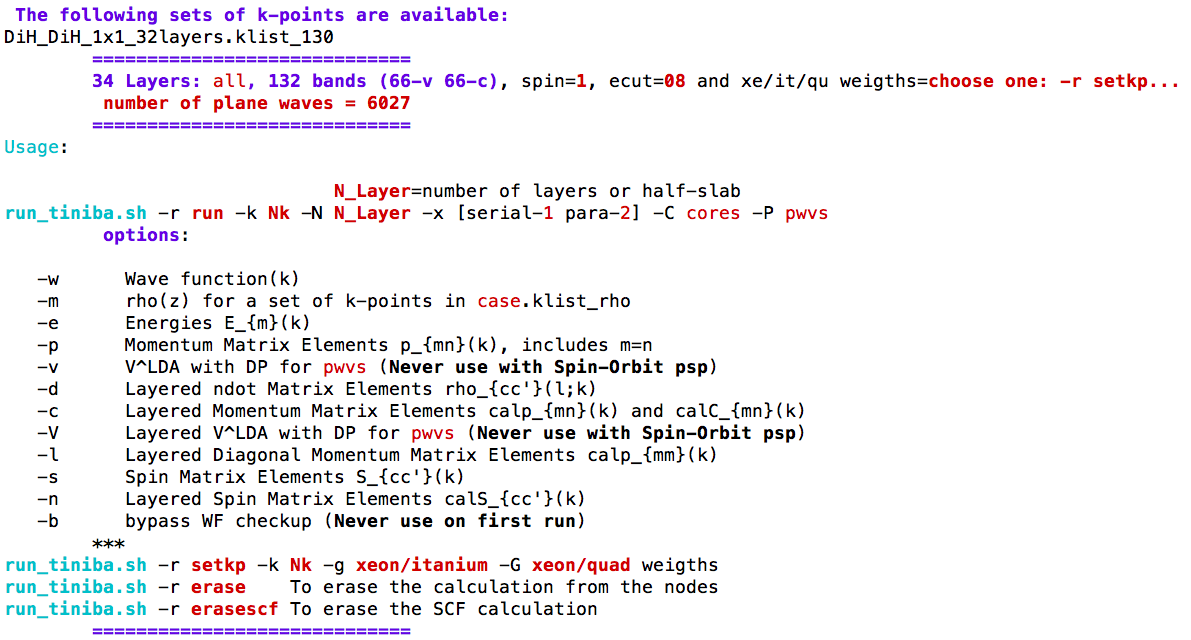 The following sets of k-points are available:
DiH_DiH_1x1_32layers.klist_130
=============================
34 Layers: all, 132 bands (66-v 66-c), spin=1, ecut=08 and xe/it/qu weigths=choose one: -r setkp...
number of plane waves = 6027
=============================
Usage:
N_Layer=number of layers or half-slab
run_tiniba.sh -r run -k Nk -N N_Layer -x [serial-1 para-2] -C cores -P pwvs
options:
-w      Wave function(k)
-m      rho(z) for a set of k-points in case.klist_rho
-e      Energies E_{m}(k)
-p      Momentum Matrix Elements p_{mn}(k), includes m=n
-v      V^LDA with DP for pwvs (Never use with Spin-Orbit psp)
-d      Layered ndot Matrix Elements rho_{cc'}(l;k)
-c      Layered Momentum Matrix Elements calp_{mn}(k) and calC_{mn}(k)
-V      Layered V^LDA with DP for pwvs (Never use with Spin-Orbit psp)
-l      Layered Diagonal Momentum Matrix Elements calp_{mm}(k)
-s      Spin Matrix Elements S_{cc'}(k)
-n      Layered Spin Matrix Elements calS_{cc'}(k)
-b      bypass WF checkup (Never use on first run)
***
run_tiniba.sh -r setkp -k Nk -g xeon/itanium -G xeon/quad weigths
run_tiniba.sh -r erase    To erase the calculation from the nodes
run_tiniba.sh -r erasescf To erase the SCF calculation
=============================